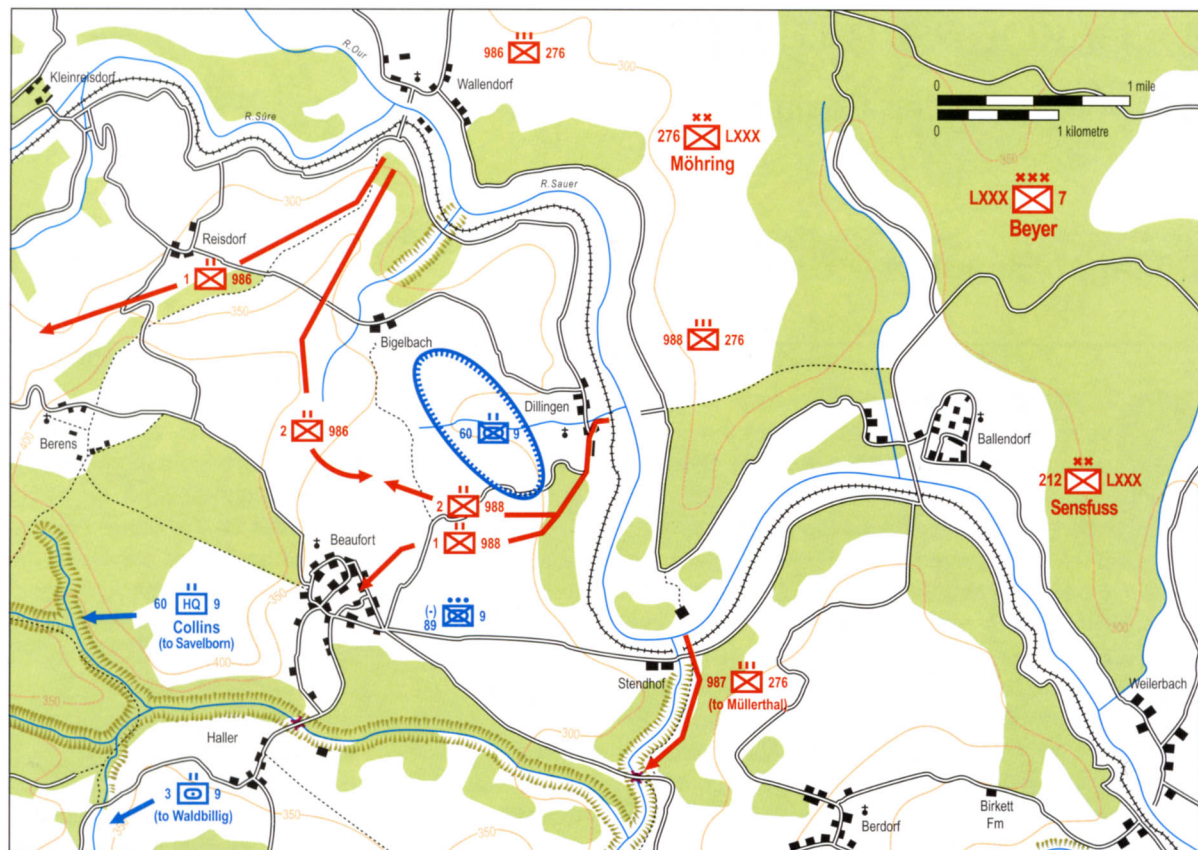 986 276
R.Our
Kleinrelsdorf
Wallendorf
1 mile
0
0 1 kilometre
300
R.Sûre
276 LXXX
Möhring
350
LXXX 7
Beyer
R.Sauer
300
Reisdorf
1 986
350
Bigelbach
988 276
Dillingen
60 9
2 986
400
Berens
Ballendorf
212 LXXX
Sensfuss
2 988
1 988
Beaufort
350
60 HQ 9
Collins
(to Savelborn)
(-)
89 9
400
300
Stendhof
987 276
(to Müllerthal)
350
Weilerbach
300
Haller
3 9
(to Waldbillig)
350
350
Birkett
Fm
Berdorf